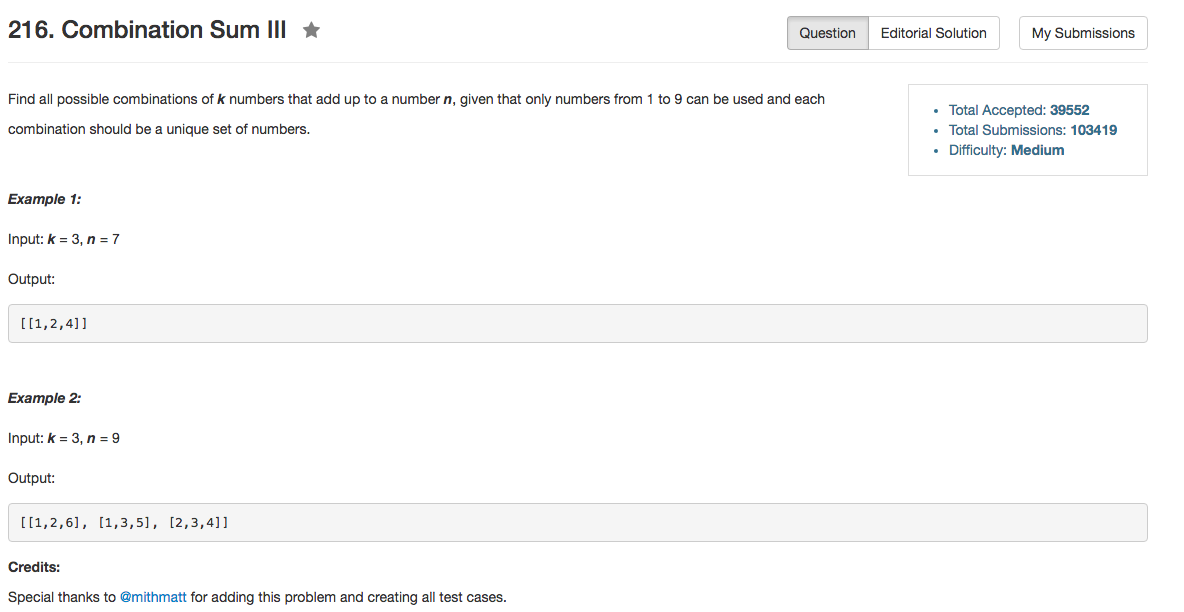 216. Combination Sum III
Question Editorial Solution My Submissions
Find all possible combinations of k numbers that add up to a number n, given that only numbers from 1 to 9 can be used and each
combination should be a unique set of numbers.
• Total Accepted: 39552
• Total Submissions: 103419
• Difficulty: Medium
Example 1:
Input: k = 3, n = 7
Output:
[[1,2,4]]
Example 2:
Input: k = 3, n = 9
Output:
[[1,2,6], [1,3,5], [2,3,4]]
Credits:
Special thanks to @mithmatt for adding this problem and creating all test cases.